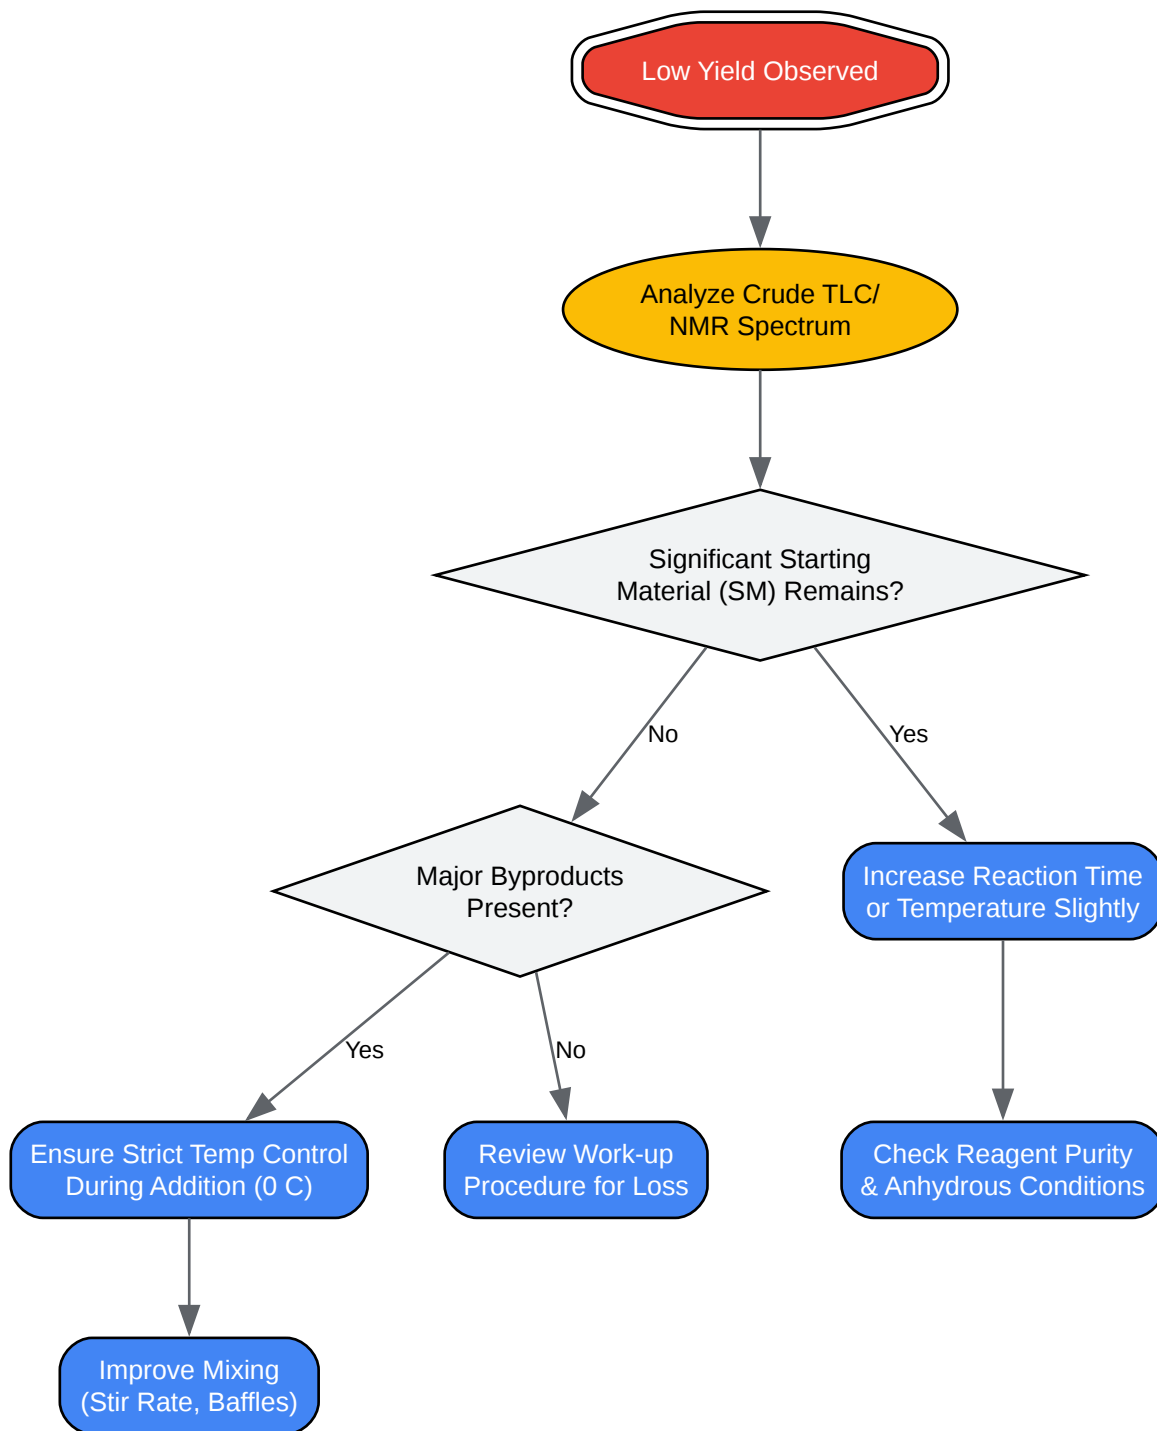 Low Yield Observed
Analyze Crude TLC/
NMR Spectrum
Significant Starting
Material (SM) Remains?
No
Yes
Major Byproducts
Present?
Increase Reaction Time
or Temperature Slightly
Yes
No
Ensure Strict Temp Control
During Addition (0 C)
Review Work-up
Procedure for Loss
Check Reagent Purity
& Anhydrous Conditions
Improve Mixing
(Stir Rate, Baffles)